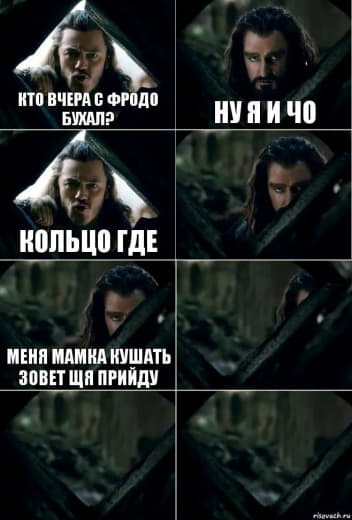 КТО ВЧЕРА С ФРОДО
БУХАЛ?
НУ Я И ЧО
КОЛЬЦО ГДЕ
МЕНЯ МАМКА КУШАТЬ
ЗОВЕТ ЩЯ ПРИЙДУ
risovach.ru